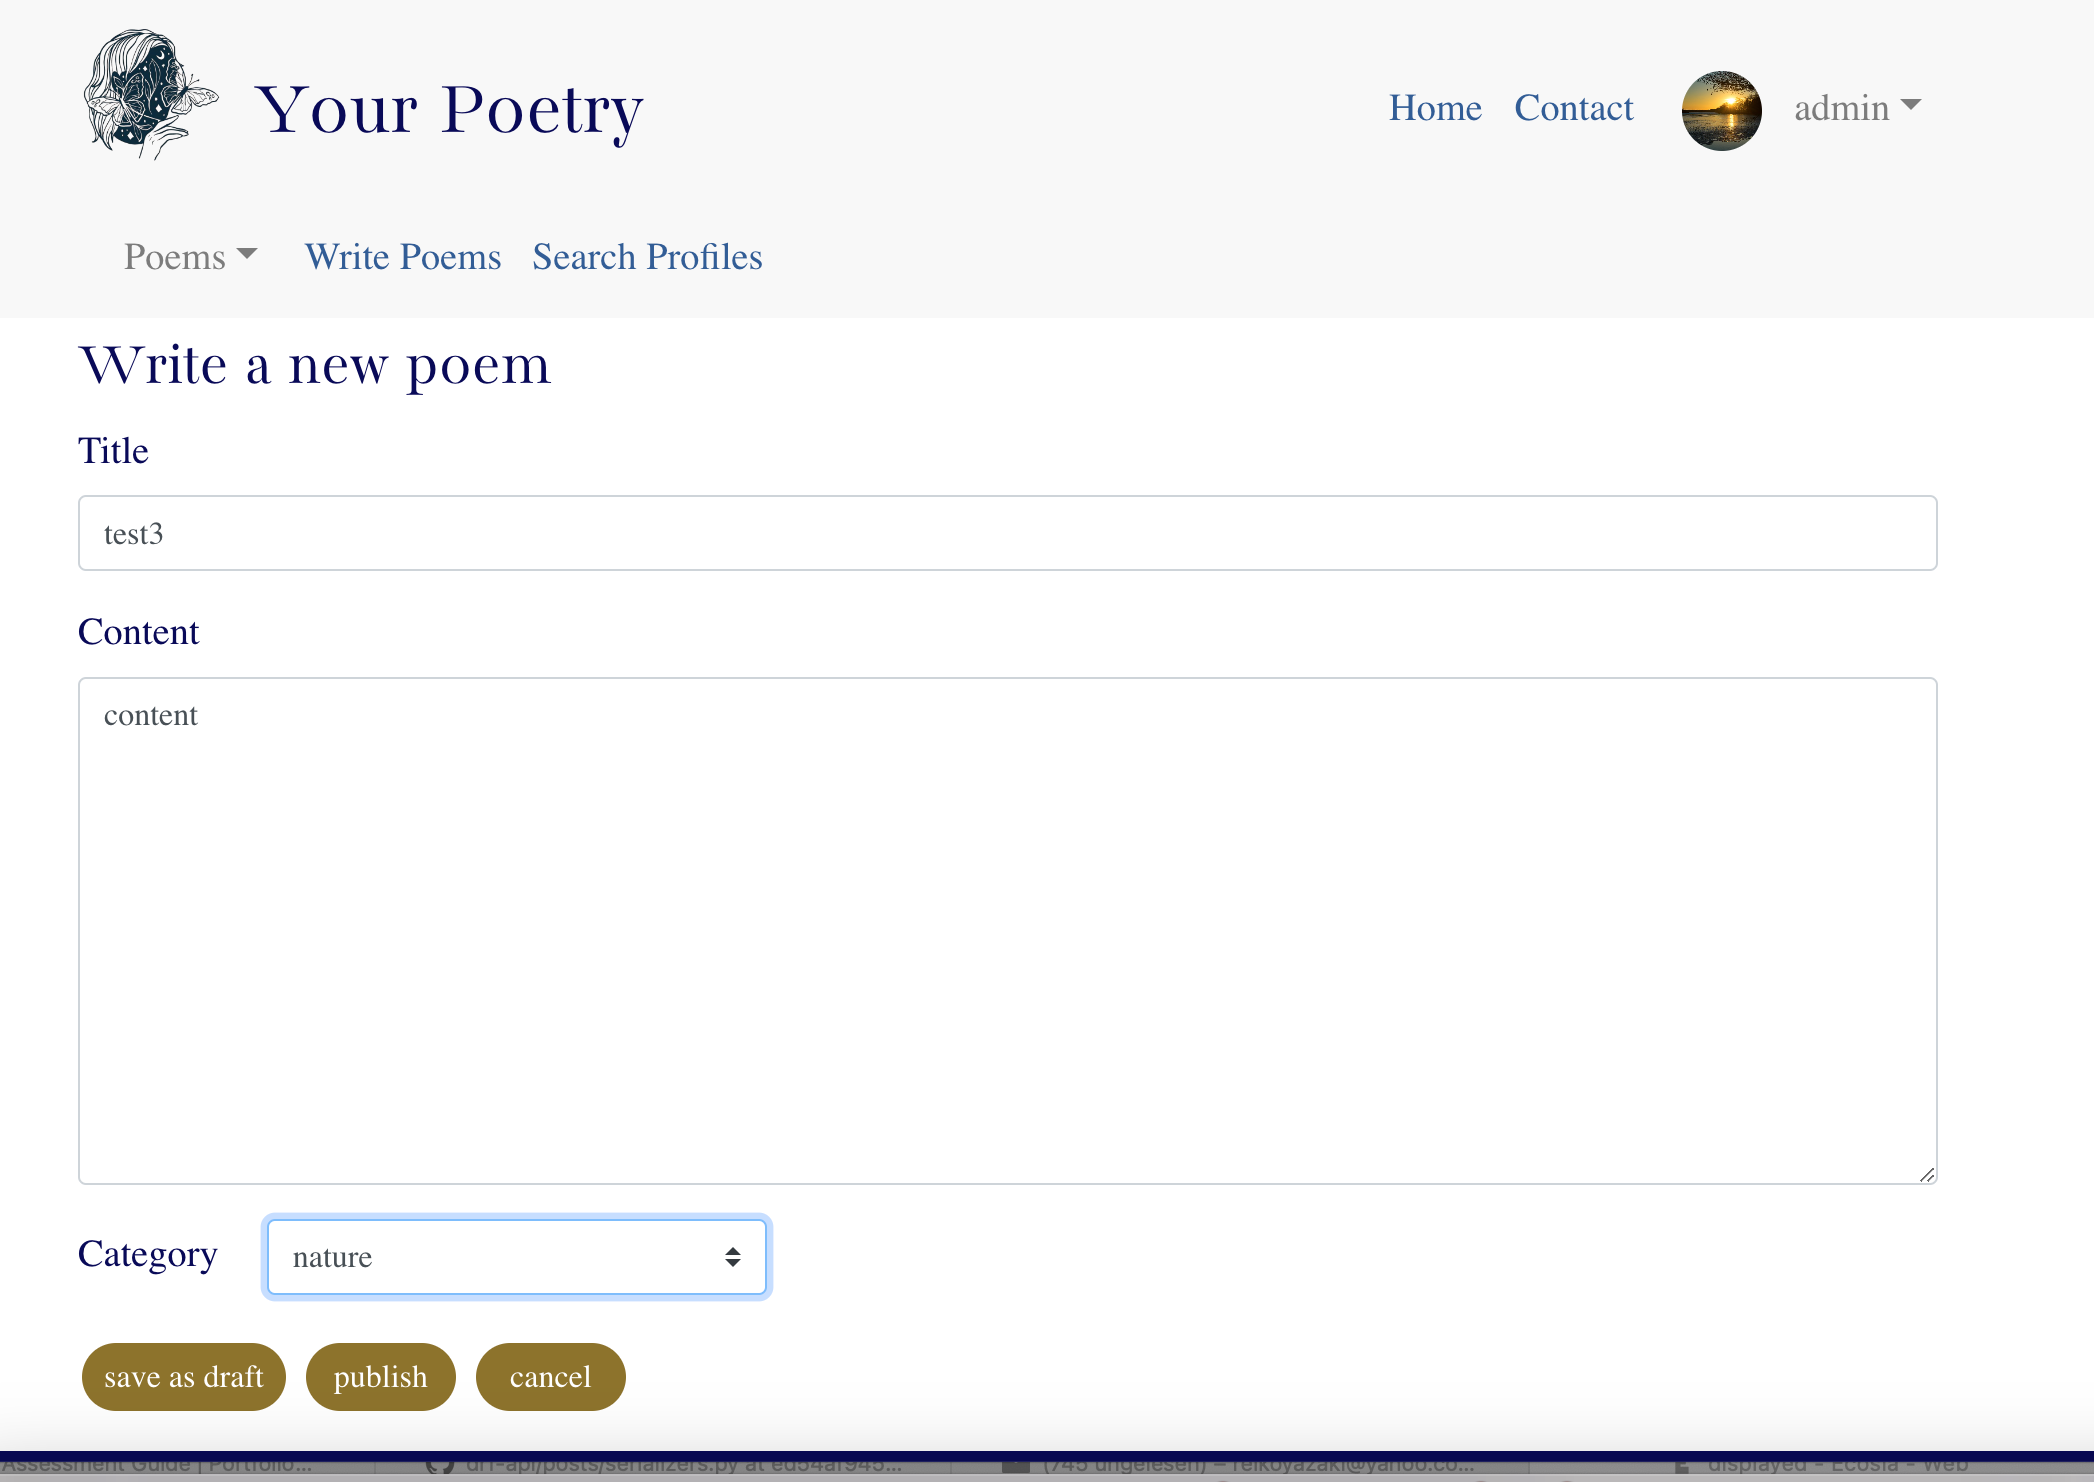 Your Poetry
Home Contact admin
Poems Write Poems Search Profiles
Write a new poem
Title
test3
Content
content
Category nature
save as draft publish cancel
Assessment Guide | Portfolio... drf-api/posts/serializers.py at ed54af945... (745 ungelesen) – reikoyazaki@yahoo.co... displayed - Ecosia - Web